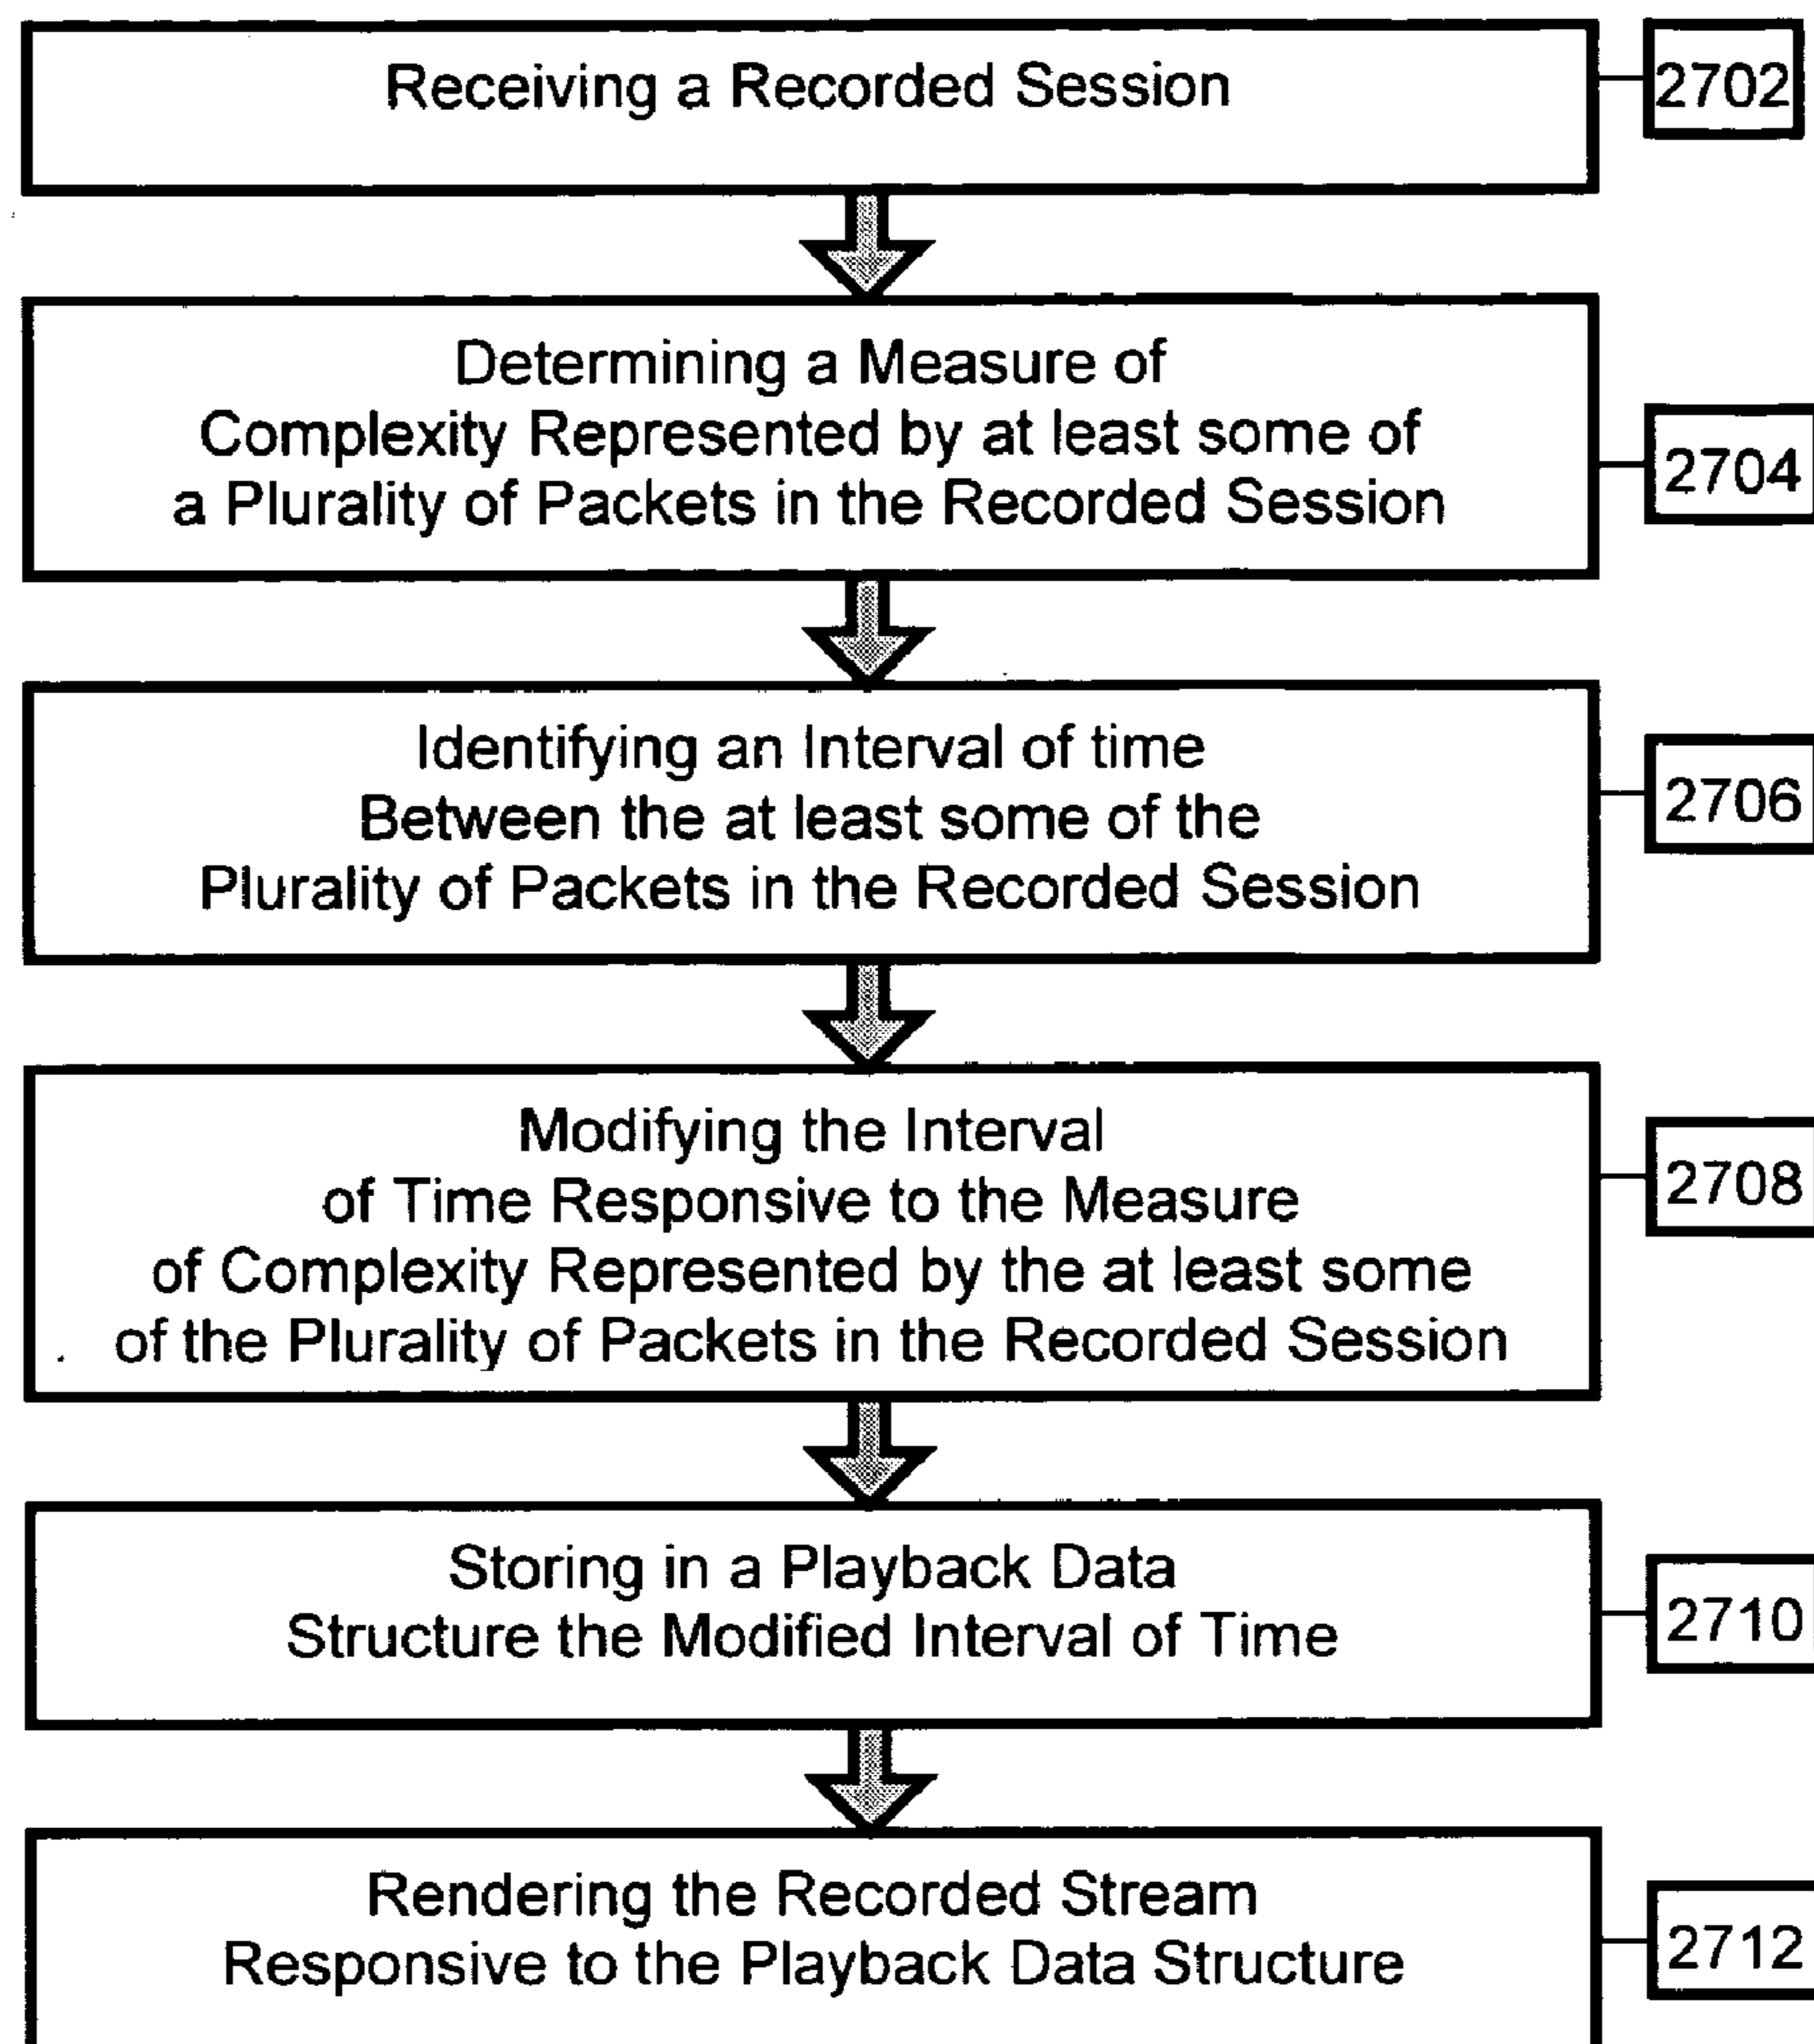 Receiving a Recorded Session
2702
Determining a Measure of
Complexity Represented by at least some of
a Plurality of Packets in the Recorded Session
2704
Identifying an Interval of time
Between the at least some of the
Plurality of Packets in the Recorded Session
2706
Modifying the Interval
of Time Responsive to the Measure
of Complexity Represented by the at least some
of the Plurality of Packets in the Recorded Session
2708
Storing in a Playback Data
Structure the Modified Interval of Time
2710
Rendering the Recorded Stream
Responsive to the Playback Data Structure
2712